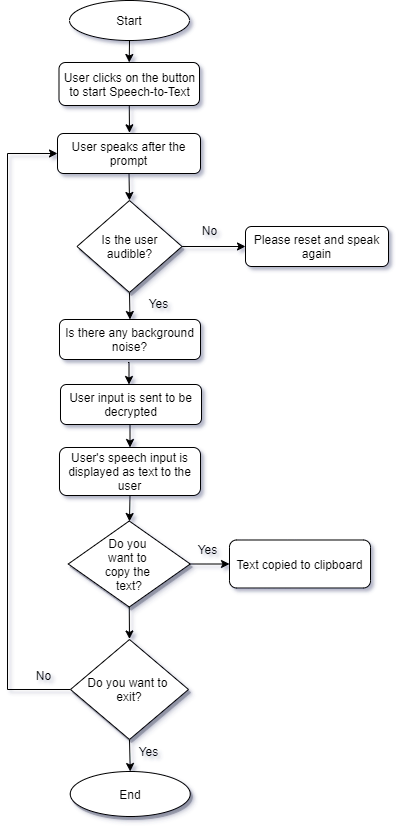 Start
User clicks on the button
to start Speech-to-Text
User speaks after the
prompt
Is the user
audible?
No
Please reset and speak
again
Yes
Is there any background
noise?
User input is sent to be
decrypted
User's speech input is
displayed as text to the
user
Do you
want to
copy the
text?
Yes
Text copied to clipboard
No
Do you want to
exit?
Yes
End